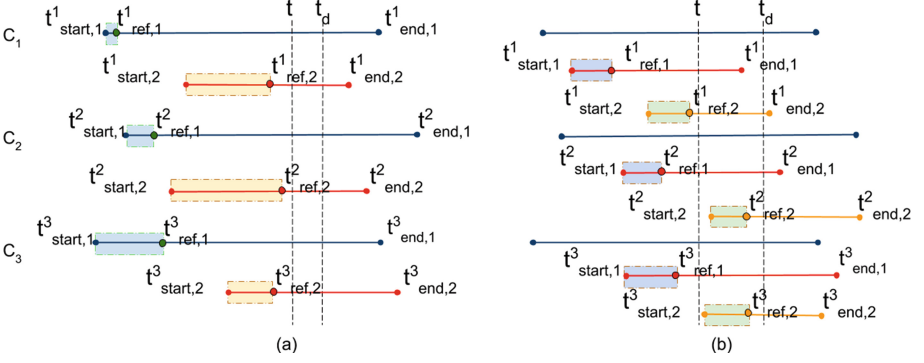 t t_d
C_1 t^1_start,1 t^1_ref,1 t^1_end,1
t^1_start,2 t^1_ref,2 t^1_end,2
C_2 t^2_start,1 t^2_ref,1 t^2_end,1
t^2_start,2 t^2_ref,2 t^2_end,2
C_3 t^3_start,1 t^3_ref,1 t^3_end,1
t^3_start,2 t^3_ref,2 t^3_end,2
(a)
t t_d
t^1_start,1 t^1_ref,1 t^1_end,1
t^1_start,2 t^1_ref,2 t^1_end,2
t^2_start,1 t^2_ref,1 t^2_end,1
t^2_start,2 t^2_ref,2 t^2_end,2
t^3_start,1 t^3_ref,1 t^3_end,1
t^3_start,2 t^3_ref,2 t^3_end,2
(b)